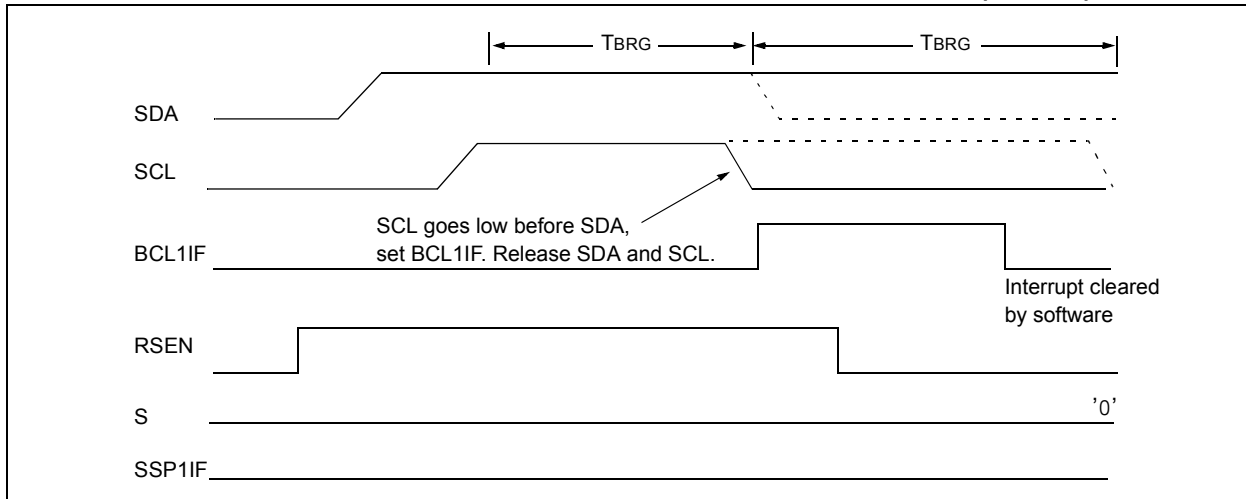 TBRG TBRG
SDA
SCL
SCL goes low before SDA,
set BCL1IF. Release SDA and SCL.
BCL1IF
Interrupt cleared
by software
RSEN
S
'0'
SSP1IF